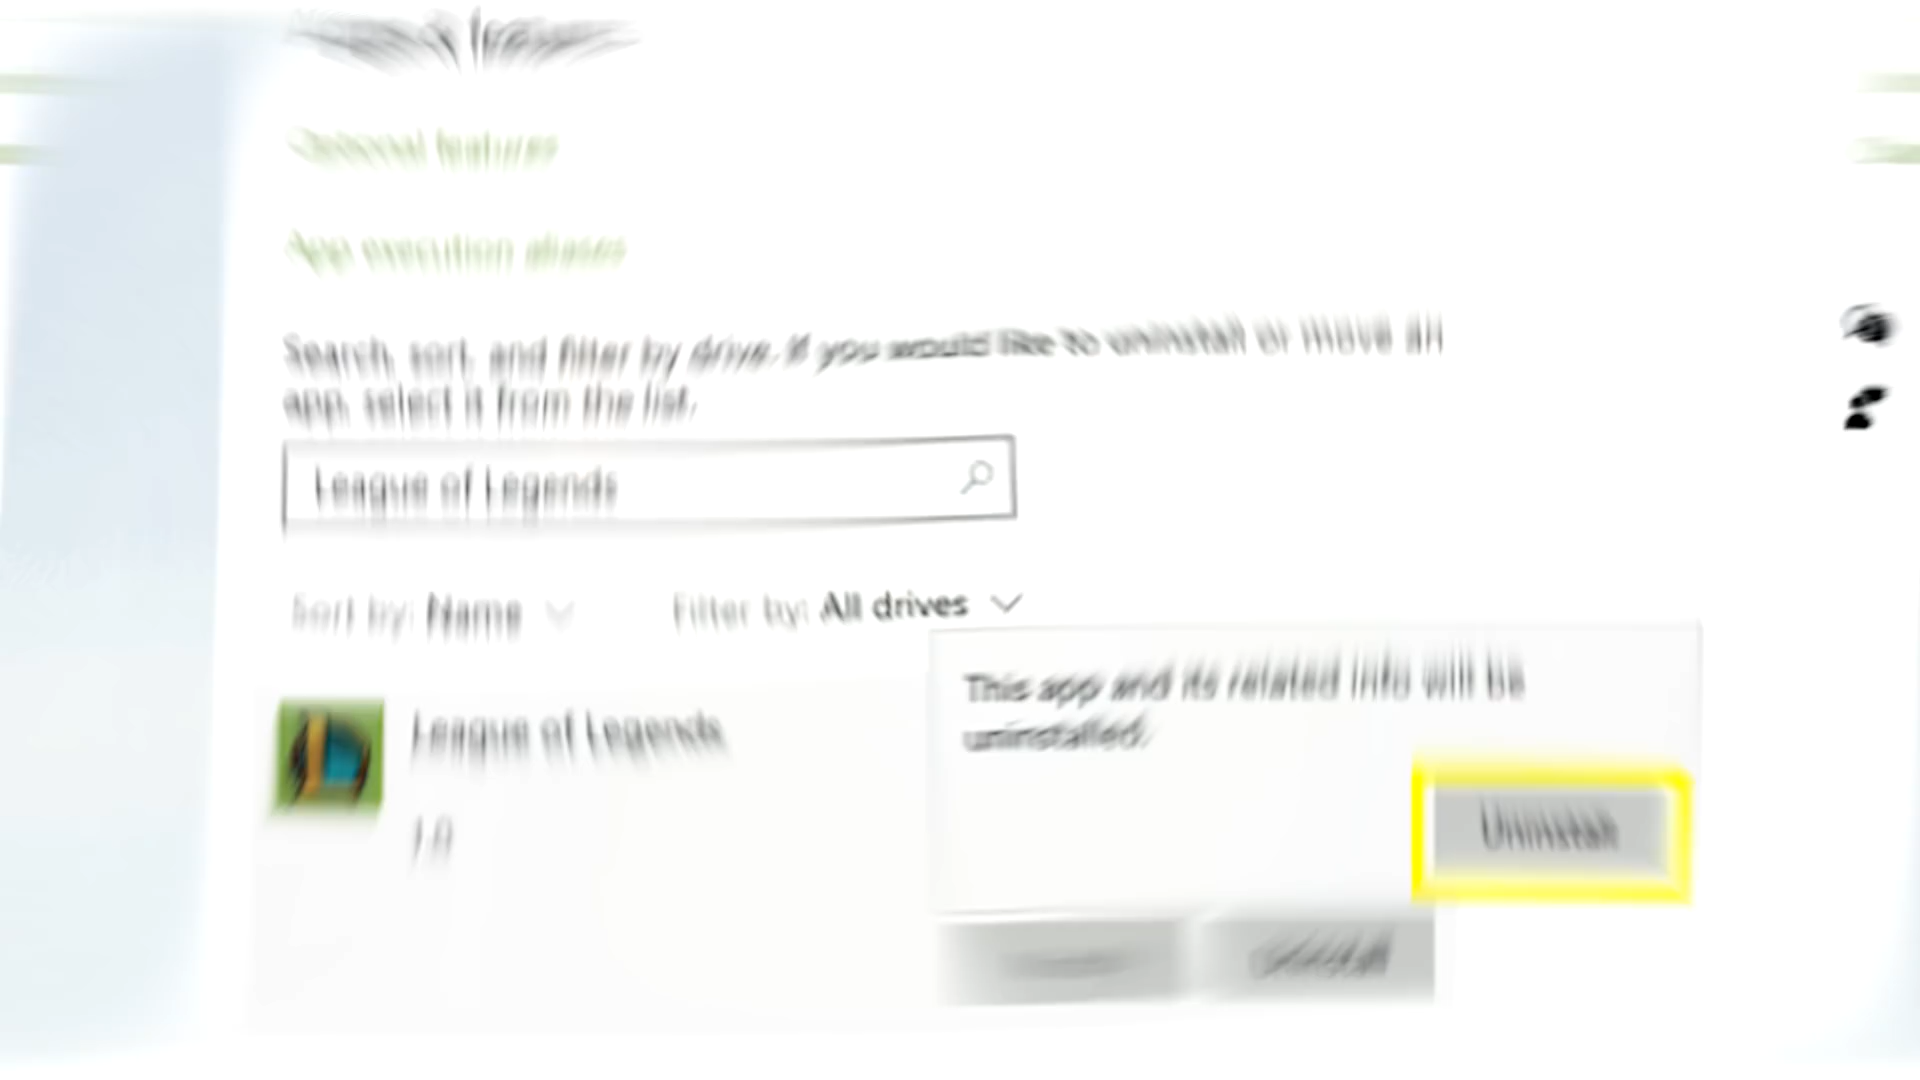 Optional features
App execution aliases
Search, sort, and filter by drive. If you would like to uninstall or move an
app, select it from the list.
League of Legends
Sort by: Name
Filter by: All drives
This app and its related info will be
uninstalled.
League of Legends
Uninstall
Uninstall